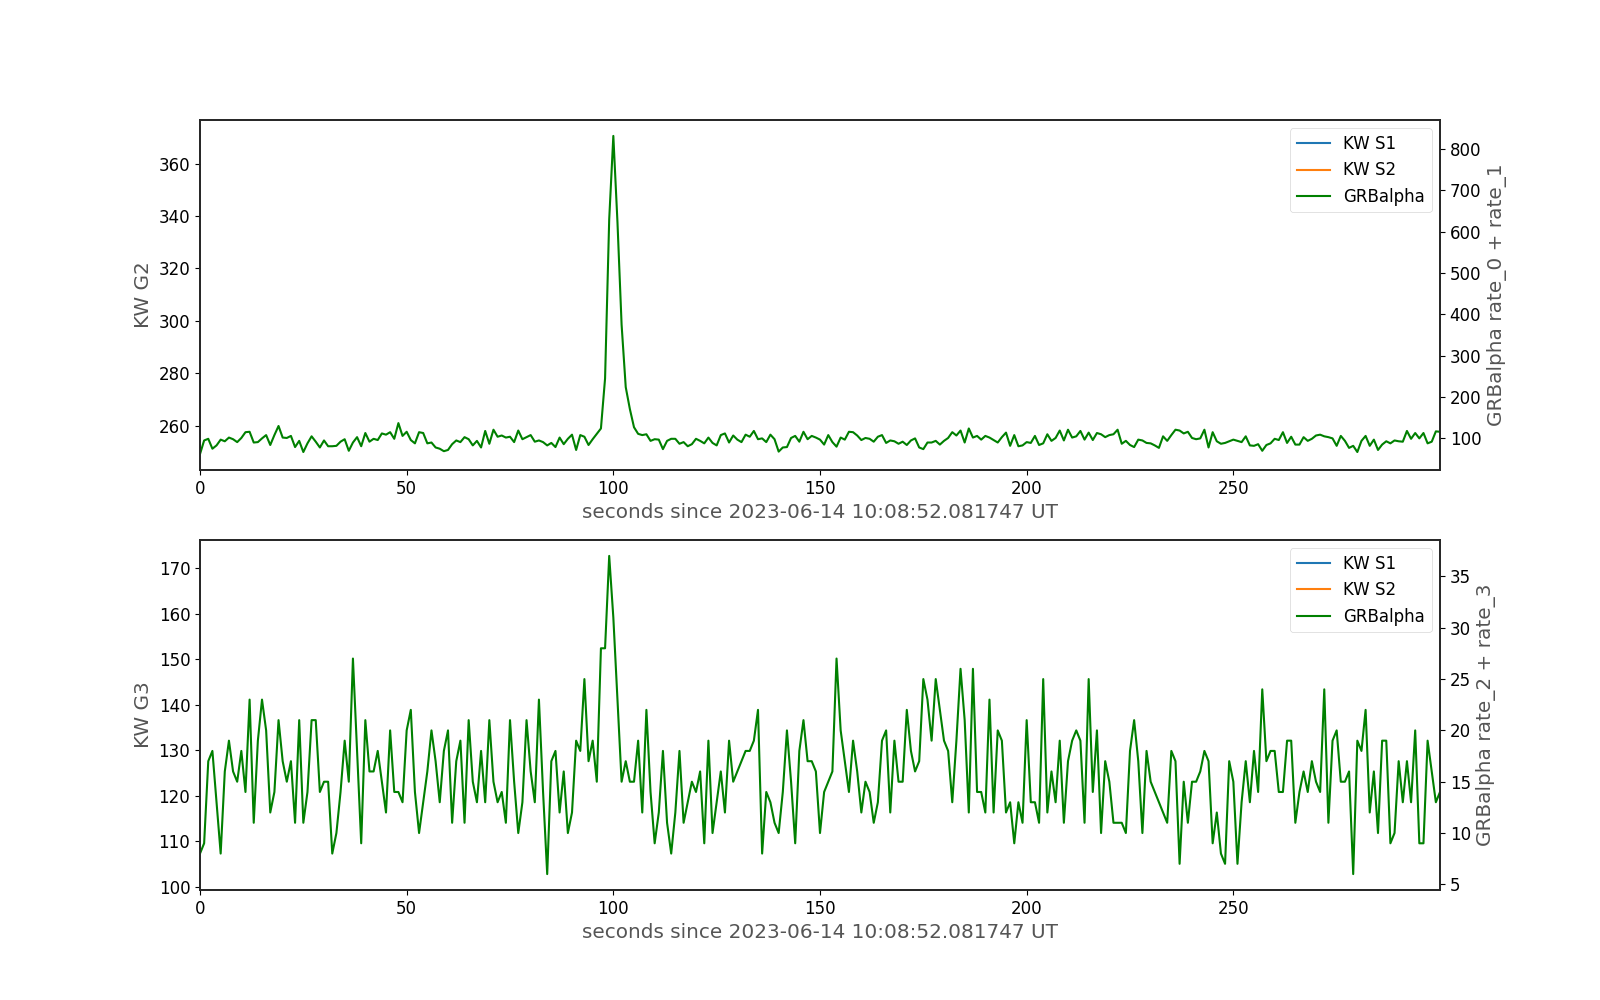 KW S1
KW S2
GRBalpha
360
340
320
300
280
260
800
700
600
500
400
300
200
100
KW G2
GRBalpha rate_0 + rate_1
0 50 100 150 200 250
seconds since 2023-06-14 10:08:52.081747 UT
KW S1
KW S2
GRBalpha
170
160
150
140
130
120
110
100
35
30
25
20
15
10
5
KW G3
GRBalpha rate_2 + rate_3
0 50 100 150 200 250
seconds since 2023-06-14 10:08:52.081747 UT